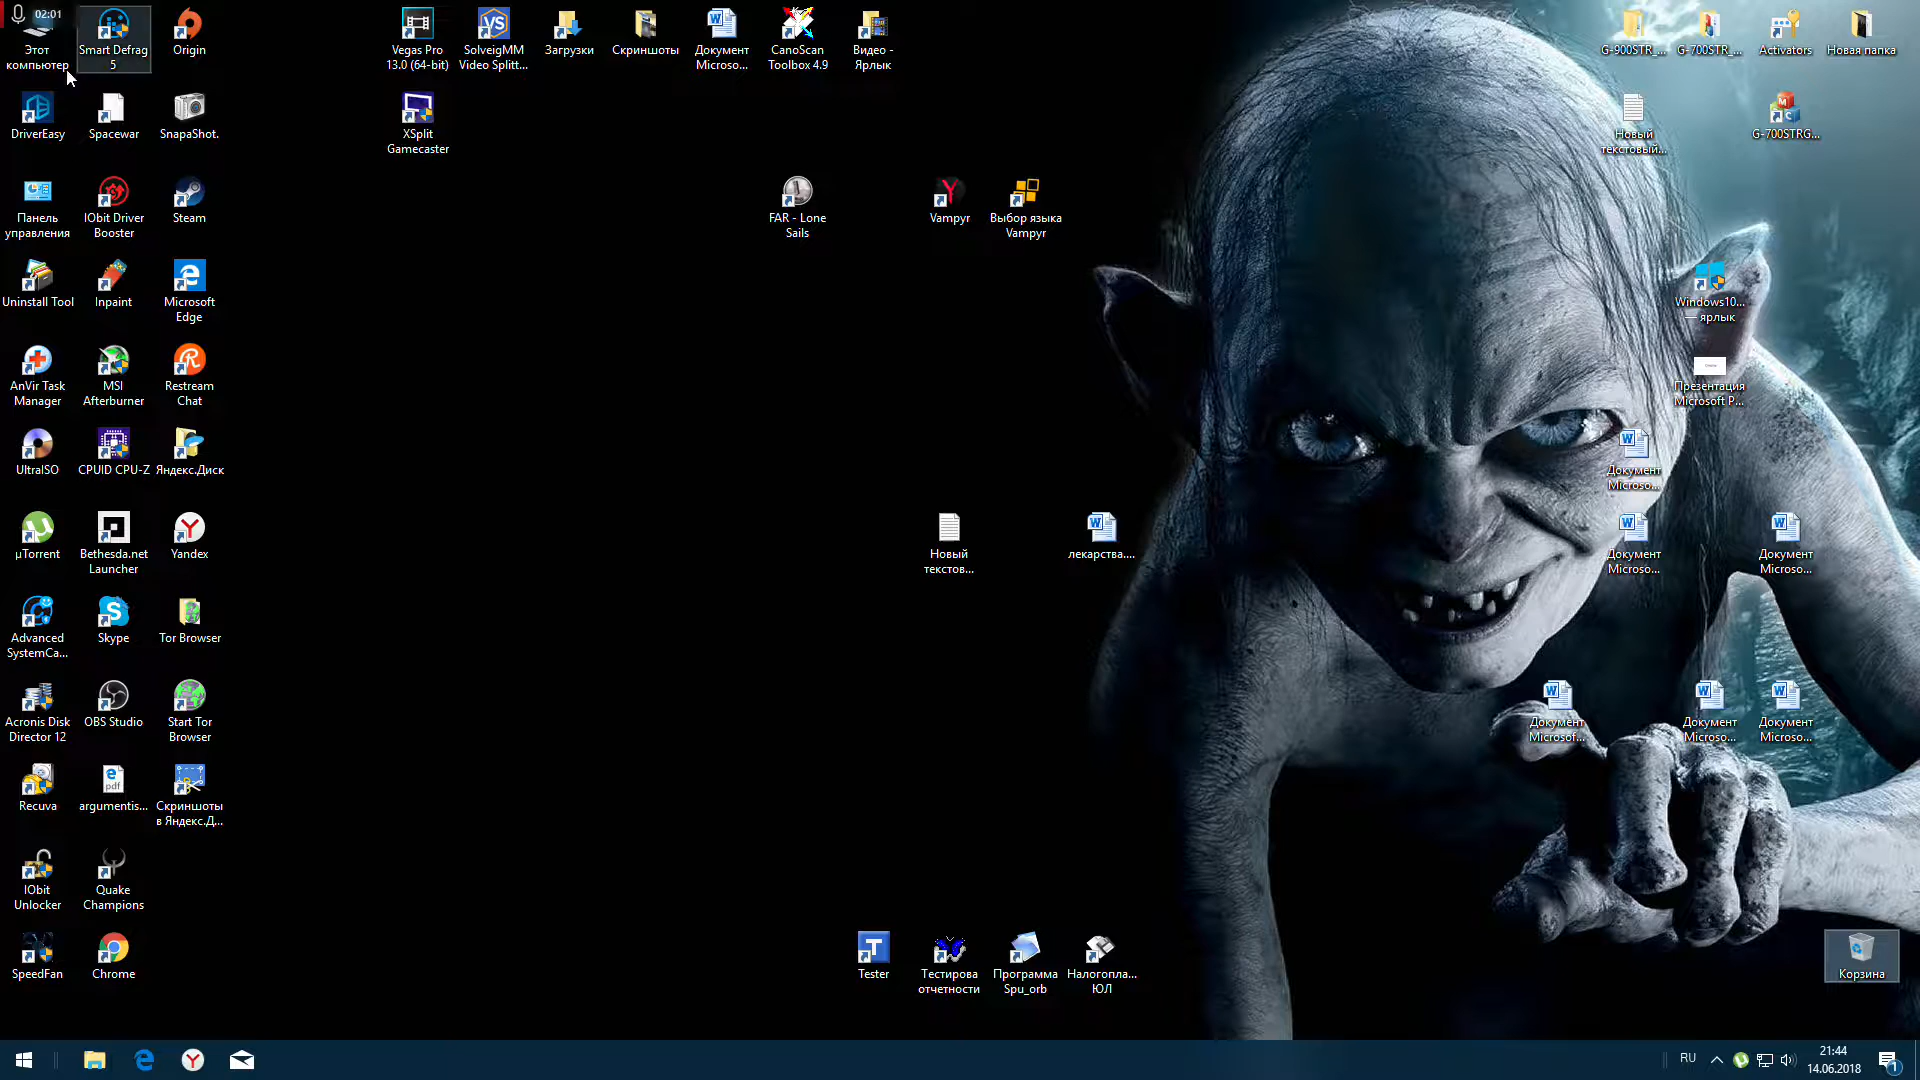 02:01
Этот
компьютер
Smart Defrag
5
Origin
Vegas Pro
13.0 (64-bit)
SolveigMM
Video Splitt...
Загрузки
Скриншоты
Документ
Microso...
CanoScan
Toolbox 4.9
Видео -
Ярлык
G-900STR_...
G-700STR_...
Activators
Новая папка
DriverEasy
Spacewar
SnapaShot.
XSplit
Gamecaster
Новый
текстовый...
G-700STRG...
Панель
управления
IObit Driver
Booster
Steam
FAR - Lone
Sails
Vampyr
Выбор языка
Vampyr
Uninstall Tool
Inpaint
Microsoft
Edge
Windows10...
— ярлык
AnVir Task
Manager
MSI
Afterburner
Restream
Chat
Презентация
Microsoft P...
UltraISO
CPUID CPU-Z
Яндекс.Диск
Документ
Microso...
µTorrent
Bethesda.net
Launcher
Yandex
Новый
текстов...
лекарства....
Документ
Microso...
Документ
Microso...
Advanced
SystemCa...
Skype
Tor Browser
Acronis Disk
Director 12
OBS Studio
Start Tor
Browser
Документ
Microsof...
Документ
Microso...
Документ
Microso...
Recuva
argumentis...
Скриншоты
в Яндекс.Д...
IObit
Unlocker
Quake
Champions
SpeedFan
Chrome
Tester
Тестирова
отчетности
Программа
Spu_orb
Налогопла...
ЮЛ
Корзина
RU
21:44
14.06.2018
1